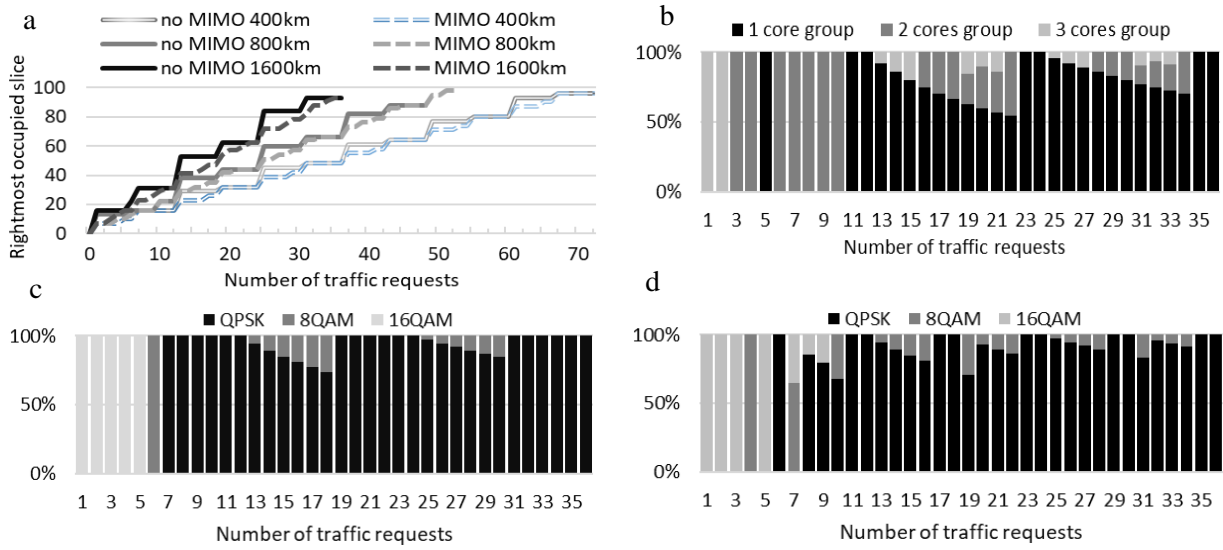 a
no MIMO 400km MIMO 400km
no MIMO 800km MIMO 800km
no MIMO 1600km MIMO 1600km
Rightmost occupied slice
100
80
60
40
20
0
0 10 20 30 40 50 60 70
Number of traffic requests
b
1 core group 2 cores group 3 cores group
100%
50%
0%
1 3 5 7 9 11 13 15 17 19 21 23 25 27 29 31 33 35
Number of traffic requests
c
QPSK 8QAM 16QAM
100%
50%
0%
1 3 5 7 9 11 13 15 17 19 21 23 25 27 29 31 33 35
Number of traffic requests
d
QPSK 8QAM 16QAM
100%
50%
0%
1 3 5 7 9 11 13 15 17 19 21 23 25 27 29 31 33 35
Number of traffic requests